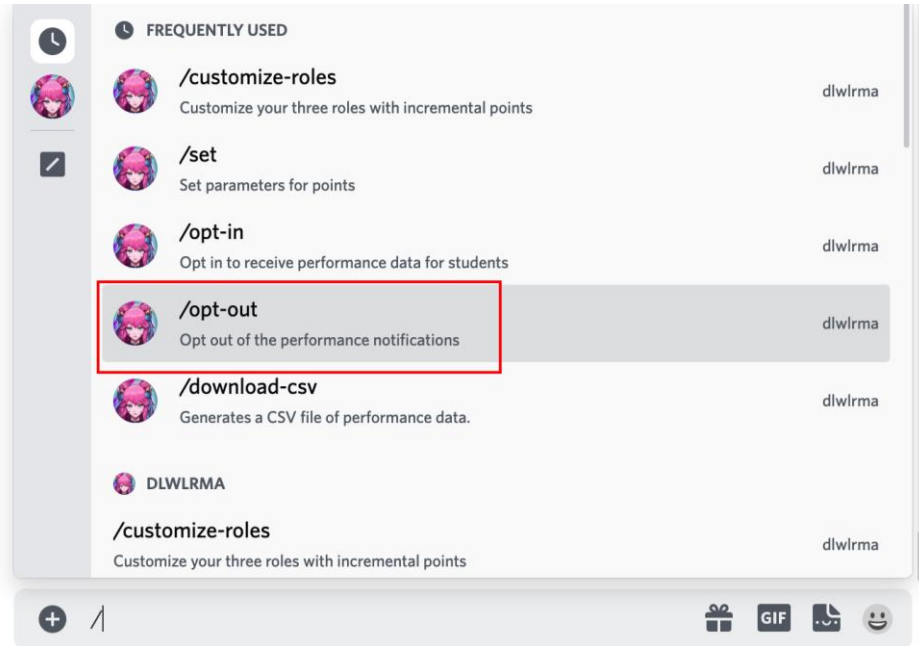 FREQUENTLY USED
/customize-roles
Customize your three roles with incremental points
dlwlrma
/set
Set parameters for points
dlwlrma
/opt-in
Opt in to receive performance data for students
dlwlrma
/opt-out
Opt out of the performance notifications
dlwlrma
/download-csv
Generates a CSV file of performance data.
dlwlrma
DLWLRMA
/customize-roles
Customize your three roles with incremental points
dlwlrma
/
GIF